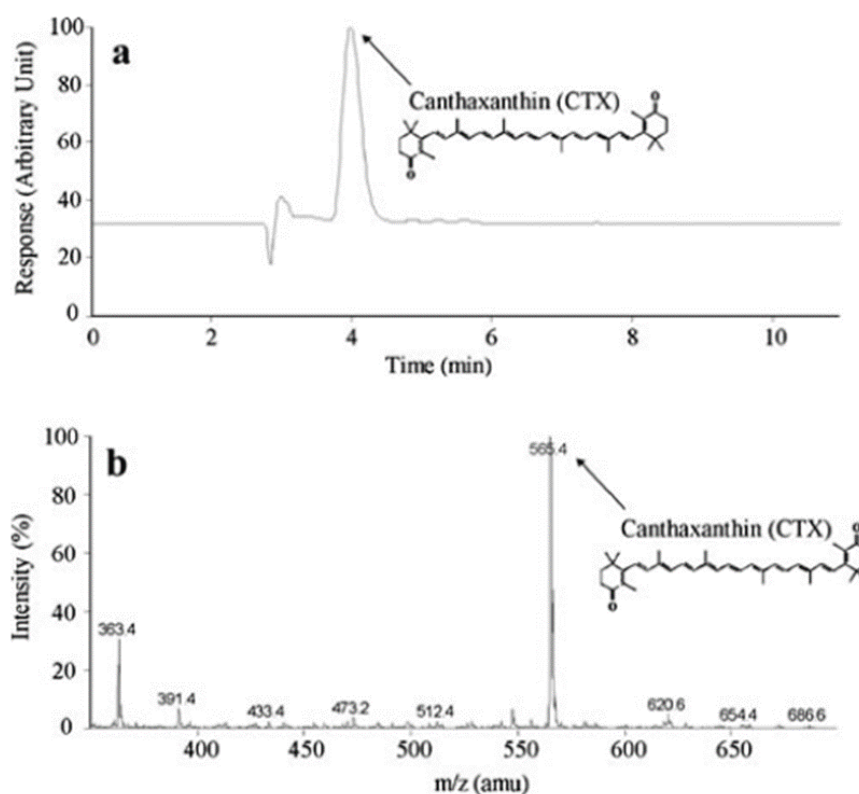 a
Response (Arbitrary Unit)
100
80
60
40
20
0
Canthaxanthin (CTX)
O
O
0 2 4 6 8 10
Time (min)
b
Intensity (%)
100
80
60
40
20
0
565.4
Canthaxanthin (CTX)
O
O
363.4
391.4
433.4
473.2
512.4
620.6
654.4
686.6
400 450 500 550 600 650
m/z (amu)